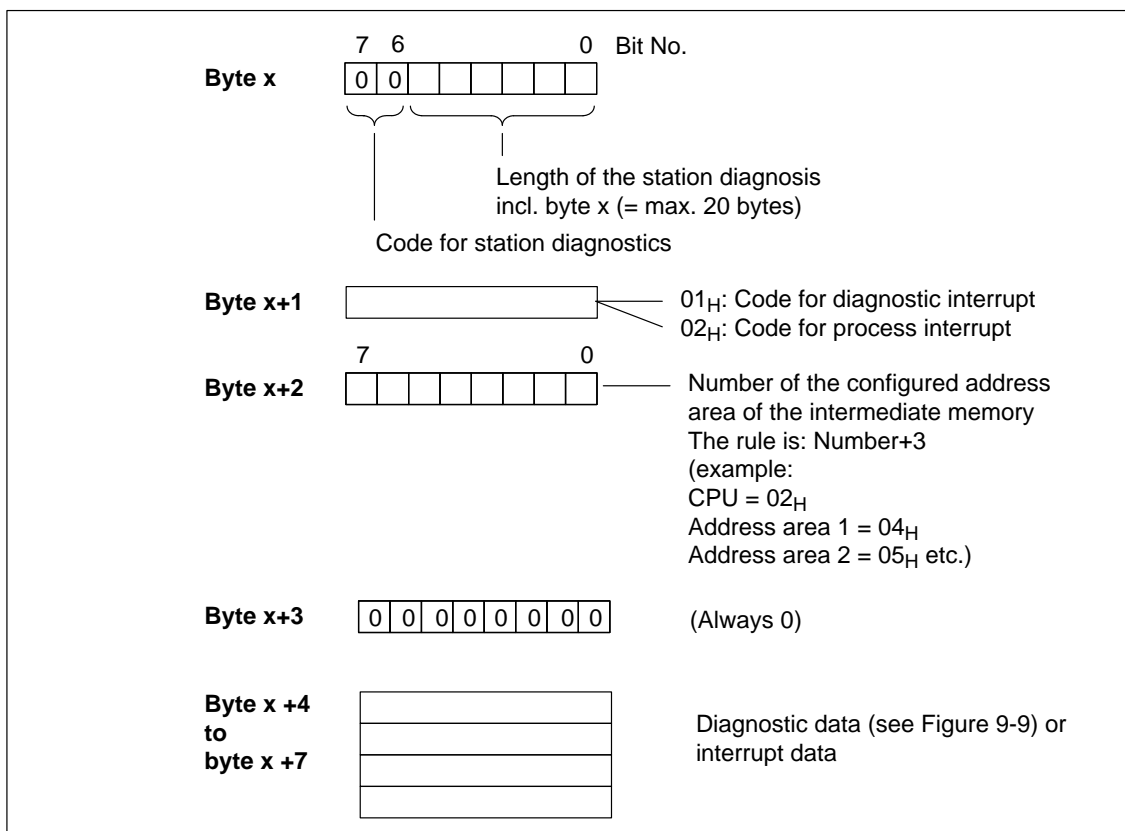 7 6 0 Bit No.
Byte x 0 0
Length of the station diagnosis
incl. byte x (= max. 20 bytes)
Code for station diagnostics
Byte x+1
01H: Code for diagnostic interrupt
02H: Code for process interrupt
7 0
Byte x+2
Number of the configured address
area of the intermediate memory
The rule is: Number+3
(example:
CPU = 02H
Address area 1 = 04H
Address area 2 = 05H etc.)
Byte x+3 0 0 0 0 0 0 0 0 (Always 0)
Byte x +4
to
byte x +7
Diagnostic data (see Figure 9-9) or
interrupt data